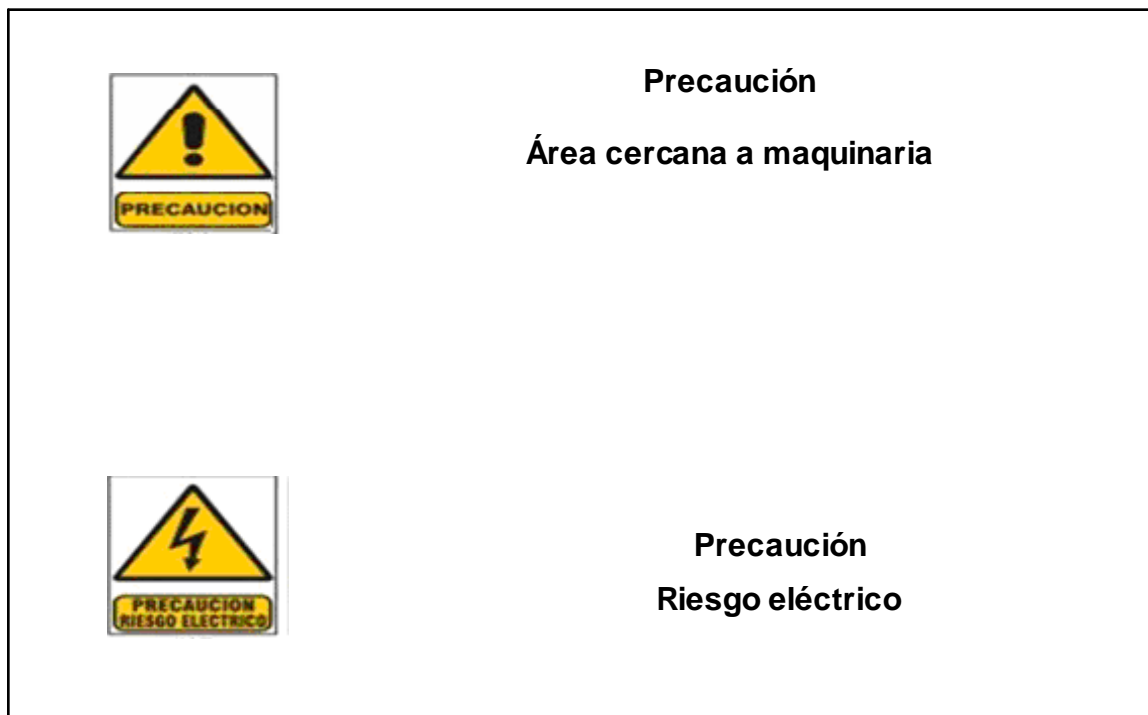 Precaución
Área cercana a maquinaria
PRECAUCION
Precaución
Riesgo eléctrico
PRECAUCION
RIESGO ELECTRICO